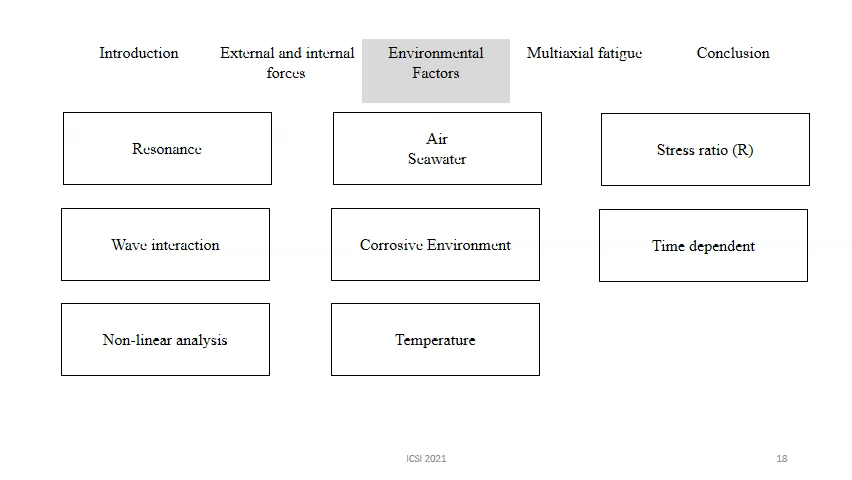 Introduction
External and internal
forces
Environmental
Factors
Multiaxial fatigue
Conclusion
Resonance
Air
Seawater
Stress ratio (R)
Wave interaction
Corrosive Environment
Time dependent
Non-linear analysis
Temperature
ICSI 2021
18